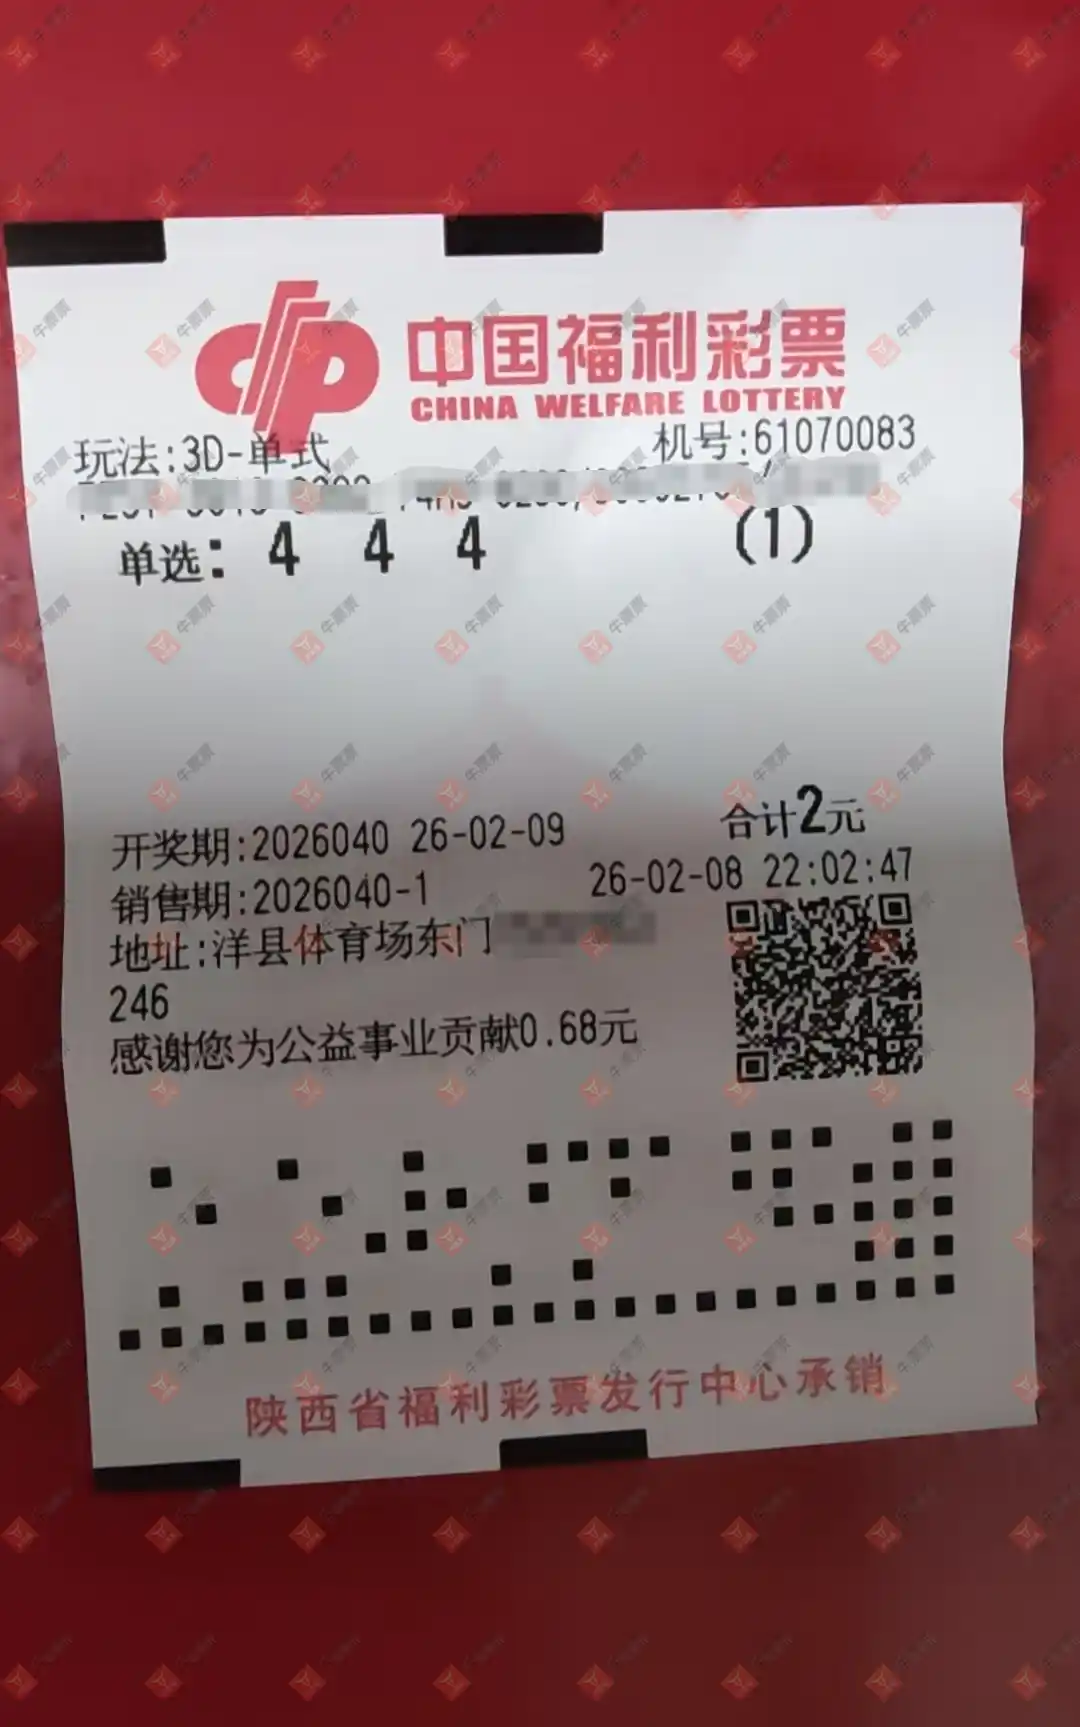 中国福利彩票
CHINA WELFARE LOTTERY
玩法:3D-单式 机号:61070083
单选: 4 4 4 (1)
合计2元
开奖期:2026040 26-02-09
销售期:2026040-1 26-02-08 22:02:47
地址:洋县体育场东门
246
感谢您为公益事业贡献0.68元
陕西省福利彩票发行中心承销
牛票票